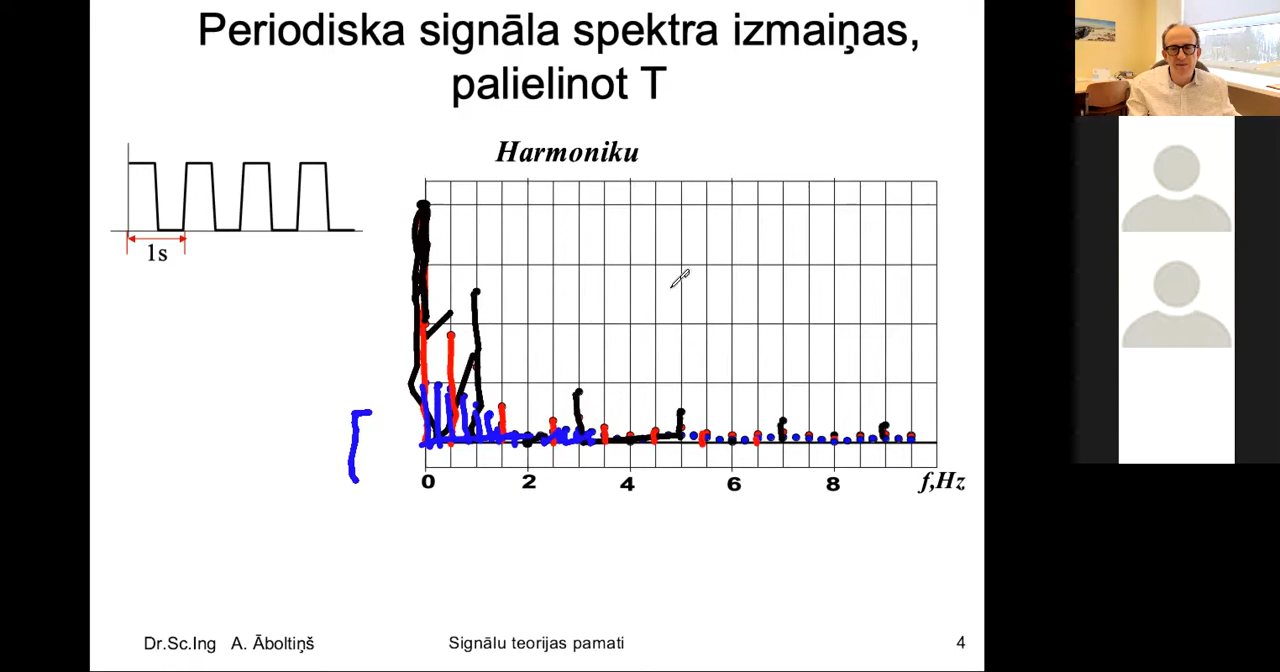 Periodiska signāla spektra izmaiņas,
palielinot T
Harmoniku
1s
0 2 4 6 8 f,Hz
Dr.Sc.Ing A. Āboltiņš Signālu teorijas pamati 4